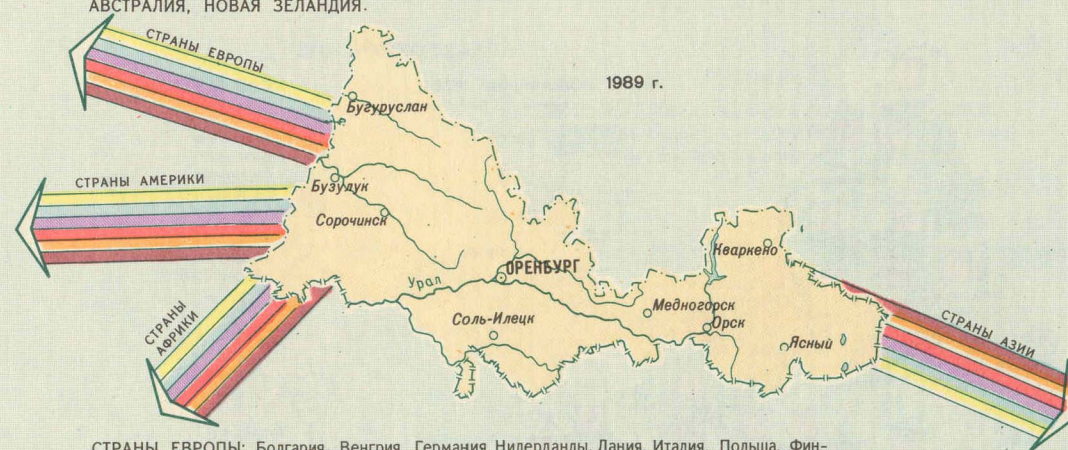 АВСТРАЛИЯ, НОВАЯ ЗЕЛАНДИЯ.
СТРАНЫ ЕВРОПЫ
1989 г.
Бугуруслан
СТРАНЫ АМЕРИКИ
Бузулук
Сорочинск
Кваркено
ОРЕНБУРГ
Урал
Медногорск
СТРАНЫ
АФРИКИ
Соль-Илецк
Орск
СТРАНЫ АЗИИ
Ясный
СТРАНЫ ЕВРОПЫ: Болгария, Венгрия, Германия, Нидерланды, Дания, Италия, Польша, Фин-